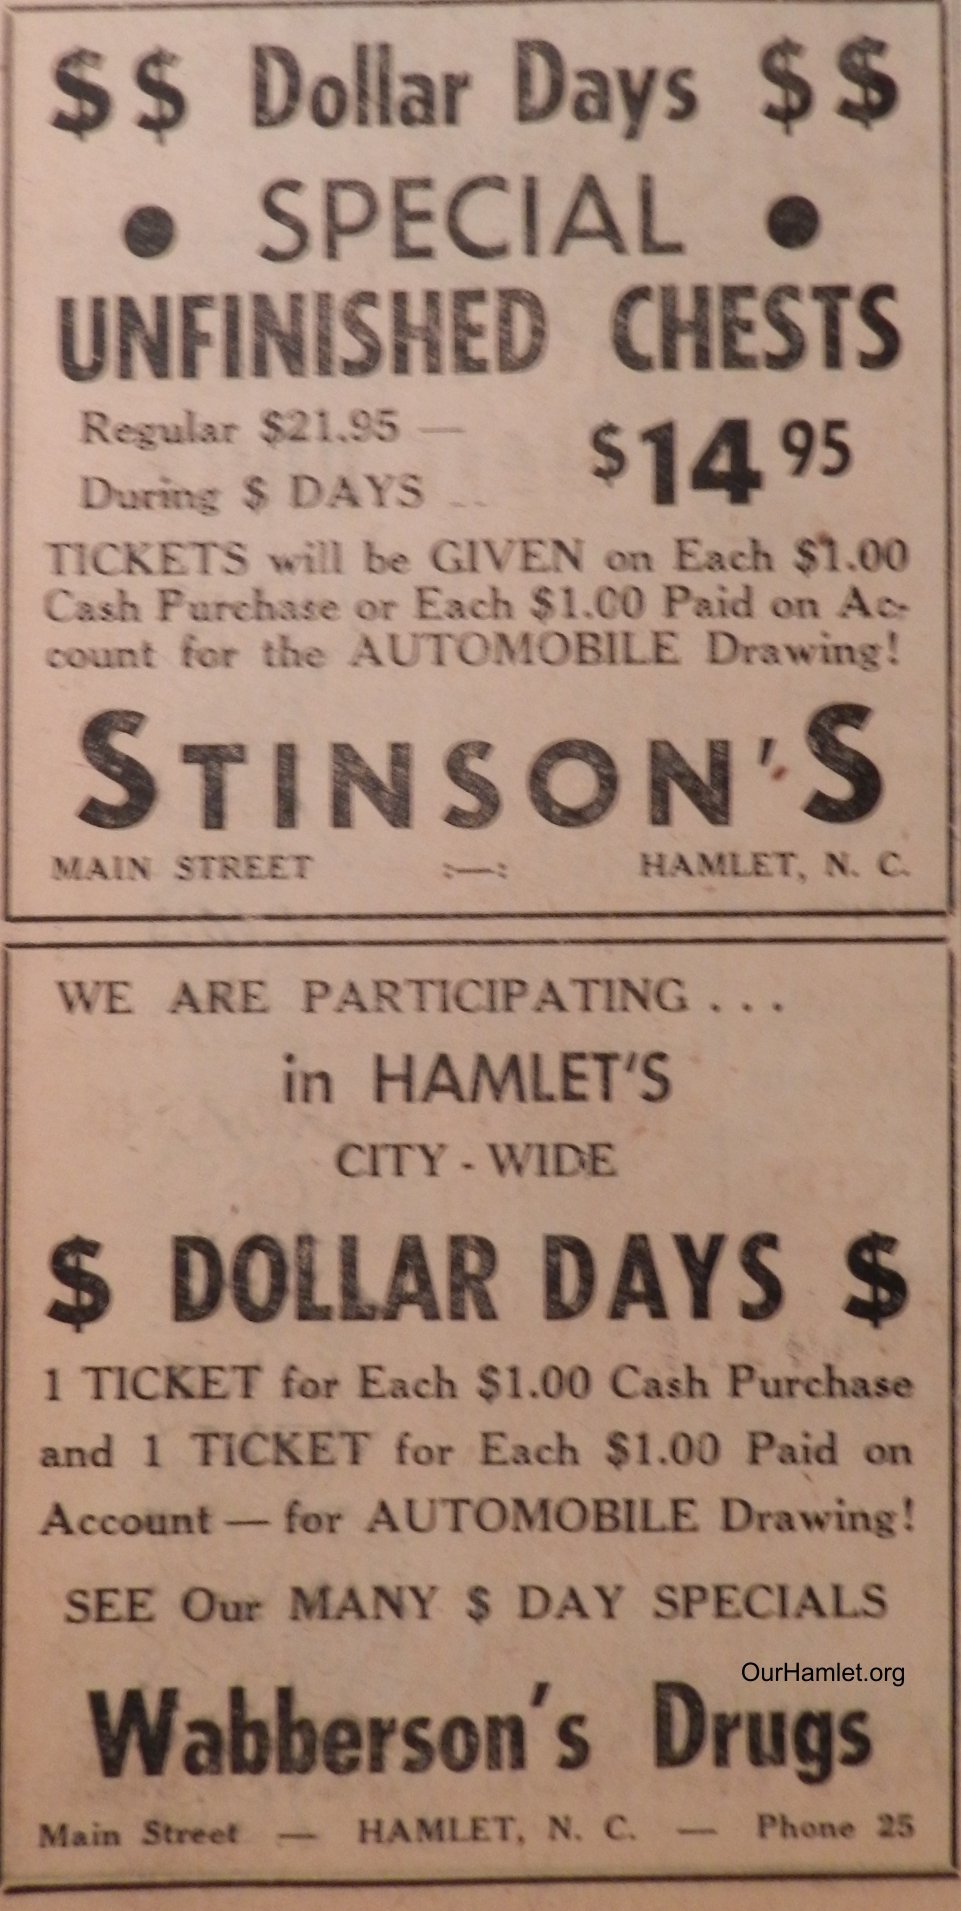 $$ Dollar Days $$
• SPECIAL •
UNFINISHED CHESTS
Regular $21.95 —
During $ DAYS
$14 95
TICKETS will be GIVEN on Each $1.00
Cash Purchase or Each $1.00 Paid on Ac-
count for the AUTOMOBILE Drawing!
STINSON'S
MAIN STREET :—: HAMLET, N. C.
WE ARE PARTICIPATING . . .
in HAMLET'S
CITY - WIDE
$ DOLLAR DAYS $
1 TICKET for Each $1.00 Cash Purchase
and 1 TICKET for Each $1.00 Paid on
Account — for AUTOMOBILE Drawing!
SEE Our MANY $ DAY SPECIALS
OurHamlet.org
Wabberson's Drugs
Main Street — HAMLET, N. C. — Phone 25